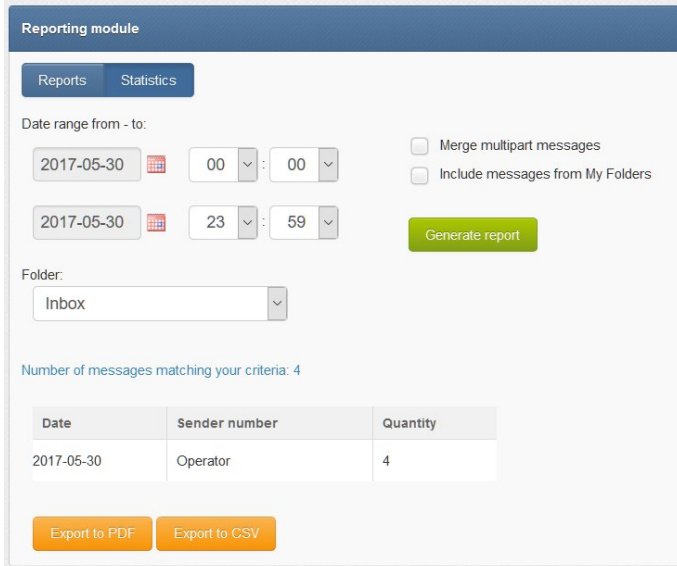 Reporting module
Reports Statistics
Date range from - to:
2017-05-30 00 : 00
Merge multipart messages
Include messages from My Folders
2017-05-30 23 : 59
Generate report
Folder:
Inbox
Number of messages matching your criteria: 4
Date Sender number Quantity
2017-05-30 Operator 4
Export to PDF Export to CSV